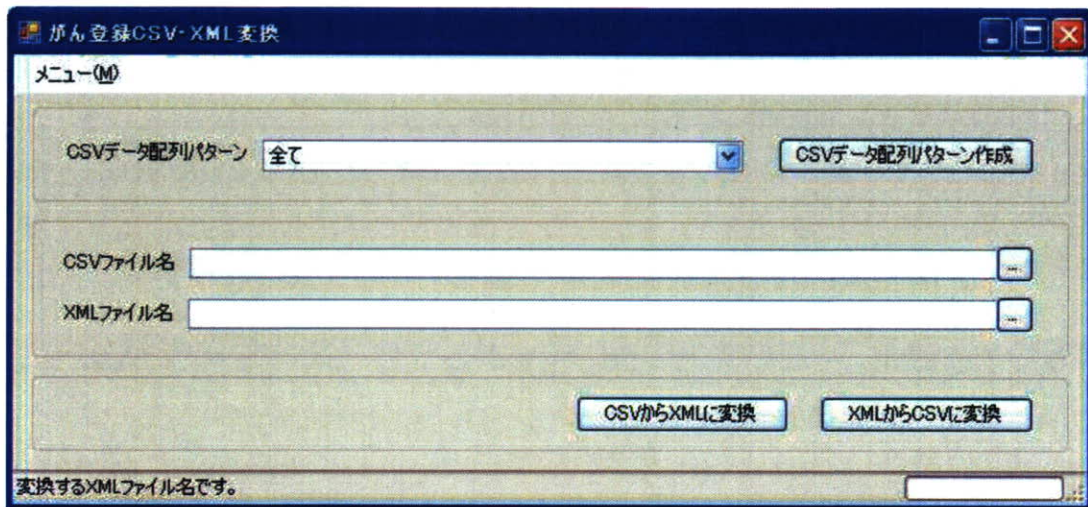 がん登録CSV・XML変換
メニュー(M)
CSVデータ配列パターン 全て CSVデータ配列パターン作成
CSVファイル名 ...
XMLファイル名 ...
CSVからXMLに変換 XMLからCSVに変換
変換するXMLファイル名です。